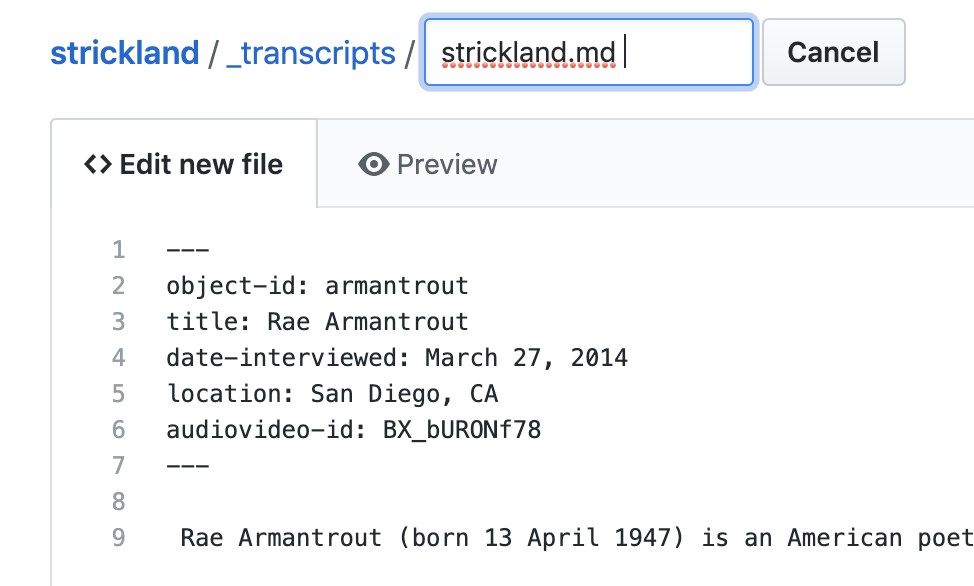 strickland / _transcripts / strickland.md Cancel
<> Edit new file Preview
1 ---
2 object-id: armantrout
3 title: Rae Armantrout
4 date-interviewed: March 27, 2014
5 location: San Diego, CA
6 audiovideo-id: BX_bURONf78
7 ---
8
9 Rae Armantrout (born 13 April 1947) is an American poet